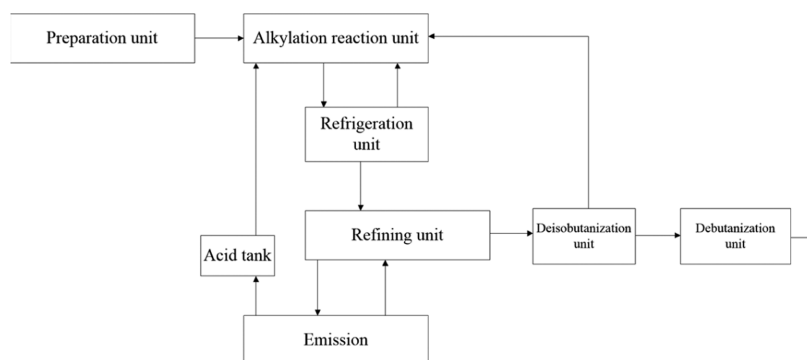 Preparation unit
Alkylation reaction unit
Refrigeration
unit
Refining unit
Deisobutanization
unit
Debutanization
unit
Acid tank
Emission